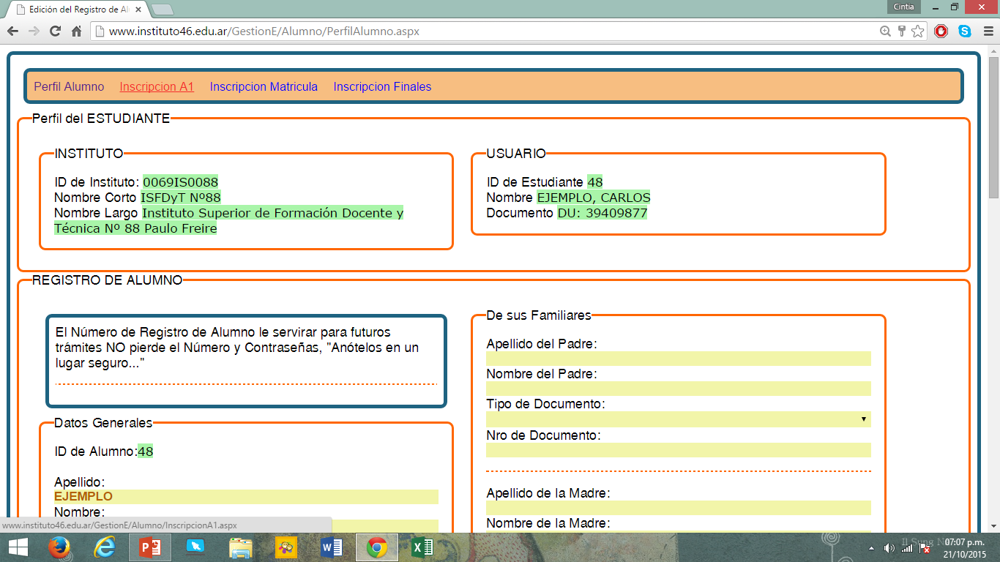 Edición del Registro de Al
Cintia
www.instituto46.edu.ar/GestionE/Alumno/PerfilAlumno.aspx
Perfil Alumno Inscripcion A1 Inscripcion Matricula Inscripcion Finales
Perfil del ESTUDIANTE
INSTITUTO
ID de Instituto: 0069IS0088
Nombre Corto ISFDyT Nº88
Nombre Largo Instituto Superior de Formación Docente y
Técnica Nº 88 Paulo Freire
USUARIO
ID de Estudiante 48
Nombre EJEMPLO, CARLOS
Documento DU: 39409877
REGISTRO DE ALUMNO
El Número de Registro de Alumno le servirar para futuros
trámites NO pierde el Número y Contraseñas, "Anótelos en un
lugar seguro..."
Datos Generales
ID de Alumno:48
Apellido:
EJEMPLO
Nombre:
De sus Familiares
Apellido del Padre:
Nombre del Padre:
Tipo de Documento:
Nro de Documento:
Apellido de la Madre:
Nombre de la Madre:
www.instituto46.edu.ar/GestionE/Alumno/InscripcionA1.aspx
Il Sung Na
07:07 p.m.
21/10/2015